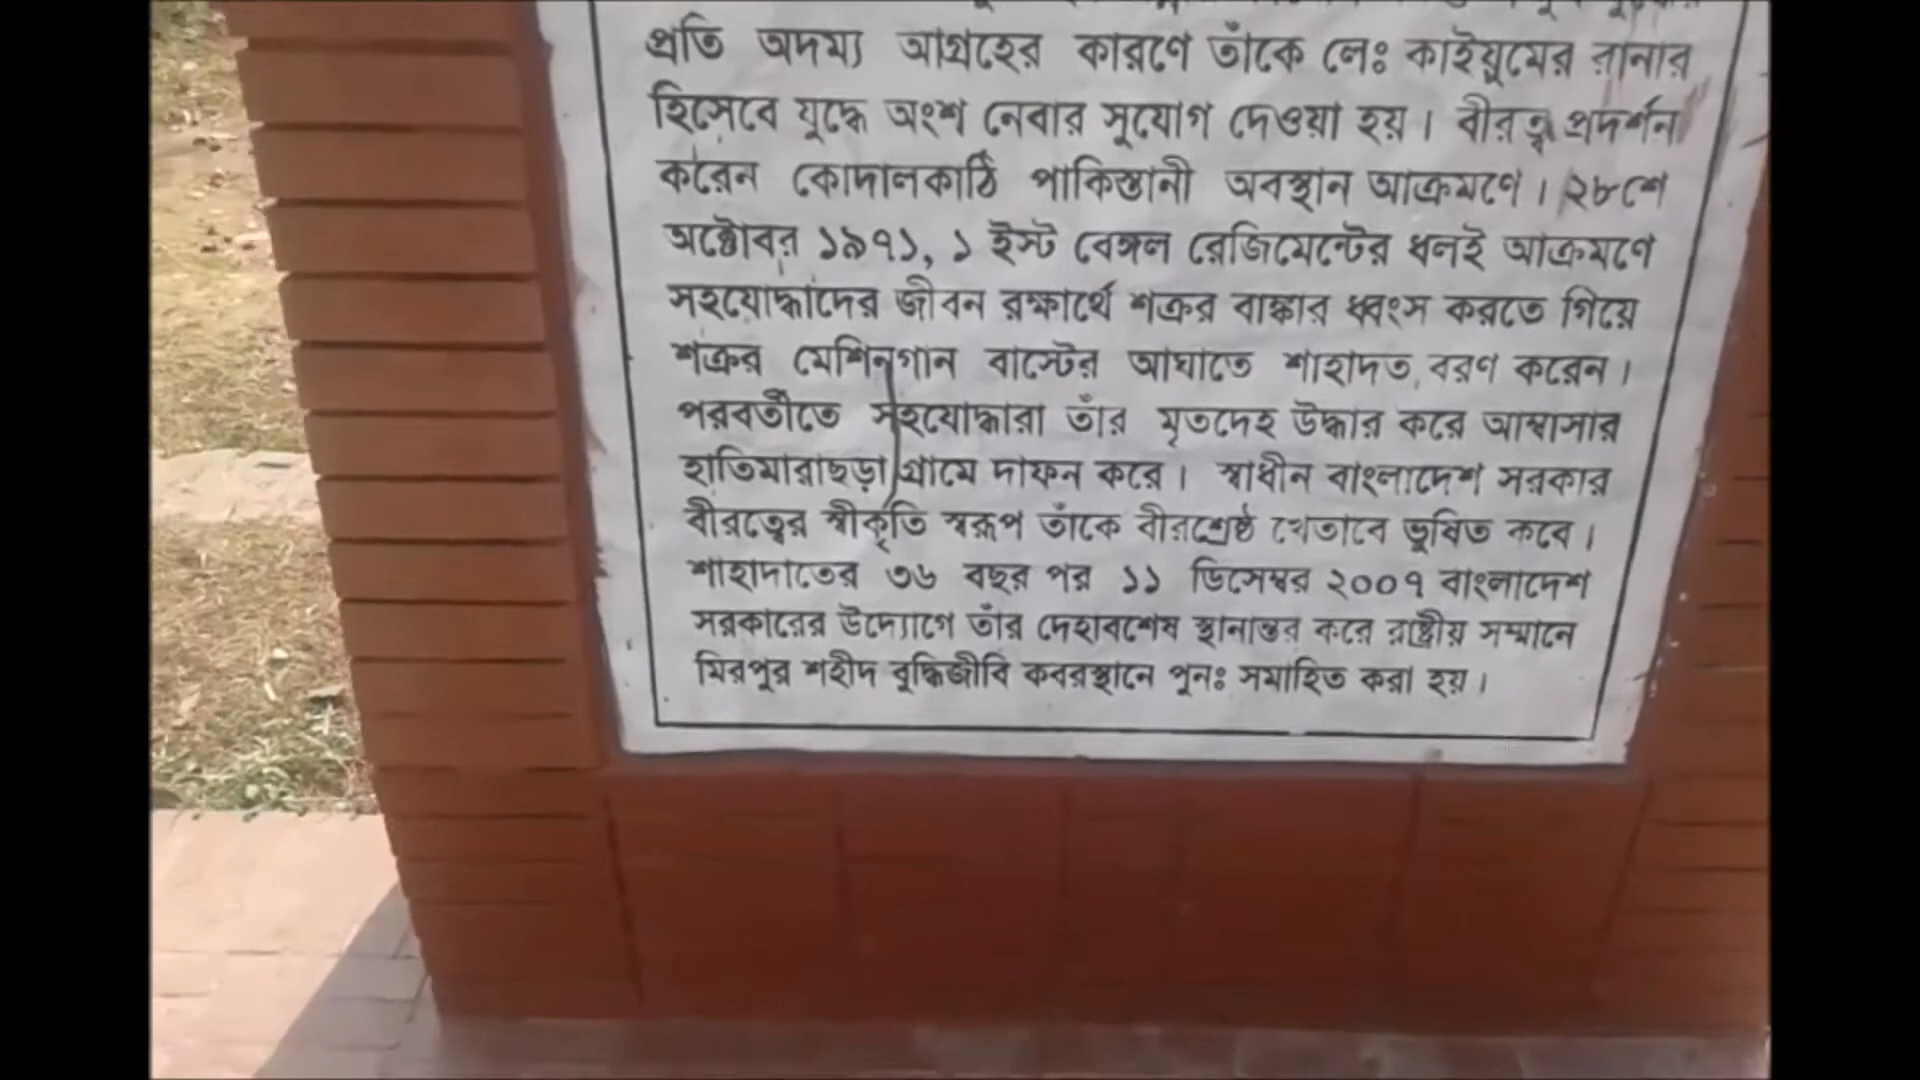 প্রতি অদম্য আগ্রহের কারণে তাঁকে লেঃ কাইয়ুমের রানার
হিসেবে যুদ্ধে অংশ নেবার সুযোগ দেওয়া হয়। বীরত্ব প্রদর্শন
করেন কোদালকাঠি পাকিস্তানী অবস্থান আক্রমণে। ২৮শে
অক্টোবর ১৯৭১, ১ ইস্ট বেঙ্গল রেজিমেন্টের ধলই আক্রমণে
সহযোদ্ধাদের জীবন রক্ষার্থে শত্রুর বাঙ্কার ধ্বংস করতে গিয়ে
শত্রুর মেশিনগান বাস্টের আঘাতে শাহাদত বরণ করেন।
পরবর্তীতে সহযোদ্ধারা তাঁর মৃতদেহ উদ্ধার করে আম্বাসার
হাতিমারাছড়া গ্রামে দাফন করে। স্বাধীন বাংলাদেশ সরকার
বীরত্বের স্বীকৃতি স্বরূপ তাঁকে বীরশ্রেষ্ঠ খেতাবে ভুষিত করে।
শাহাদাতের ৩৬ বছর পর ১১ ডিসেম্বর ২০০৭ বাংলাদেশ
সরকারের উদ্যোগে তাঁর দেহাবশেষ স্থানান্তর করে রাষ্ট্রীয় সম্মানে
মিরপুর শহীদ বুদ্ধিজীবি কবরস্থানে পুনঃ সমাহিত করা হয়।